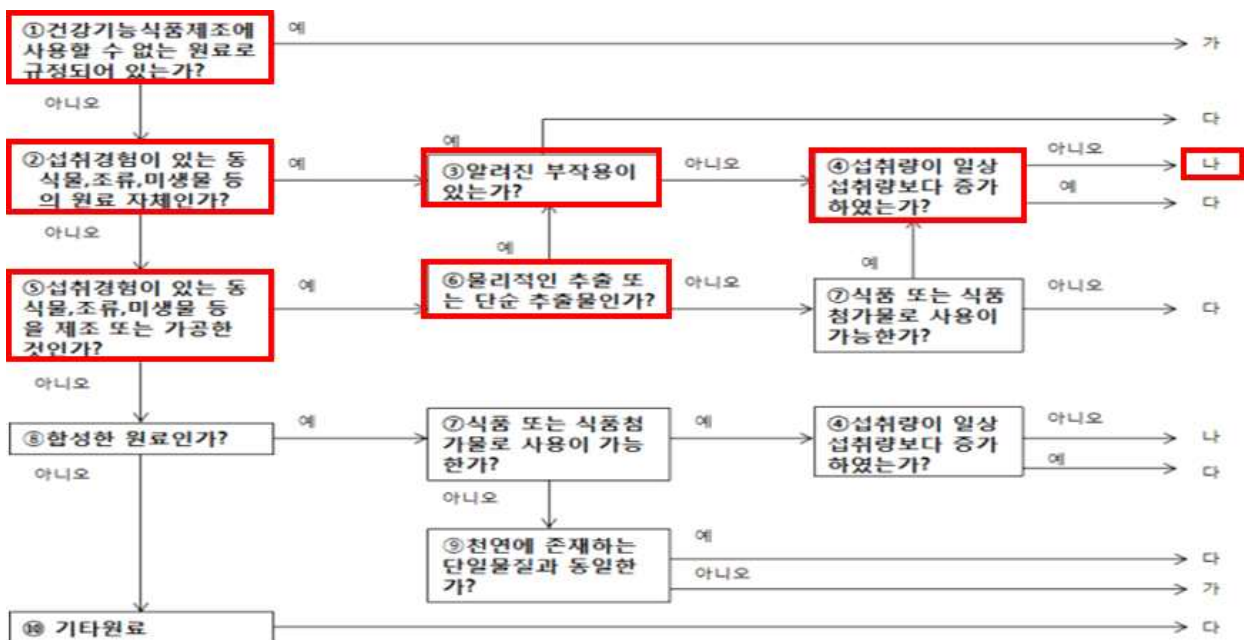 ①건강기능식품제조에
사용할 수 없는 원료로
규정되어 있는가?
예
가
아니오
②섭취경험이 있는 동
식물,조류,미생물 등
의 원료 자체인가?
예
예
③알려진 부작용이
있는가?
다
아니오
④섭취량이 일상
섭취량보다 증가
하였는가?
아니오
나
예
다
아니오
⑤섭취경험이 있는 동
식물,조류,미생물 등
을 제조 또는 가공한
것인가?
예
예
⑥물리적인 추출 또
는 단순 추출물인가?
아니오
예
⑦식품 또는 식품
첨가물로 사용이
가능한가?
아니오
다
아니오
⑧합성한 원료인가?
예
⑦식품 또는 식품첨
가물로 사용이 가능
한가?
예
④섭취량이 일상
섭취량보다 증가
하였는가?
아니오
나
예
다
아니오
아니오
⑨천연에 존재하는
단일물질과 동일한
가?
예
다
아니오
가
⑩ 기타원료
다